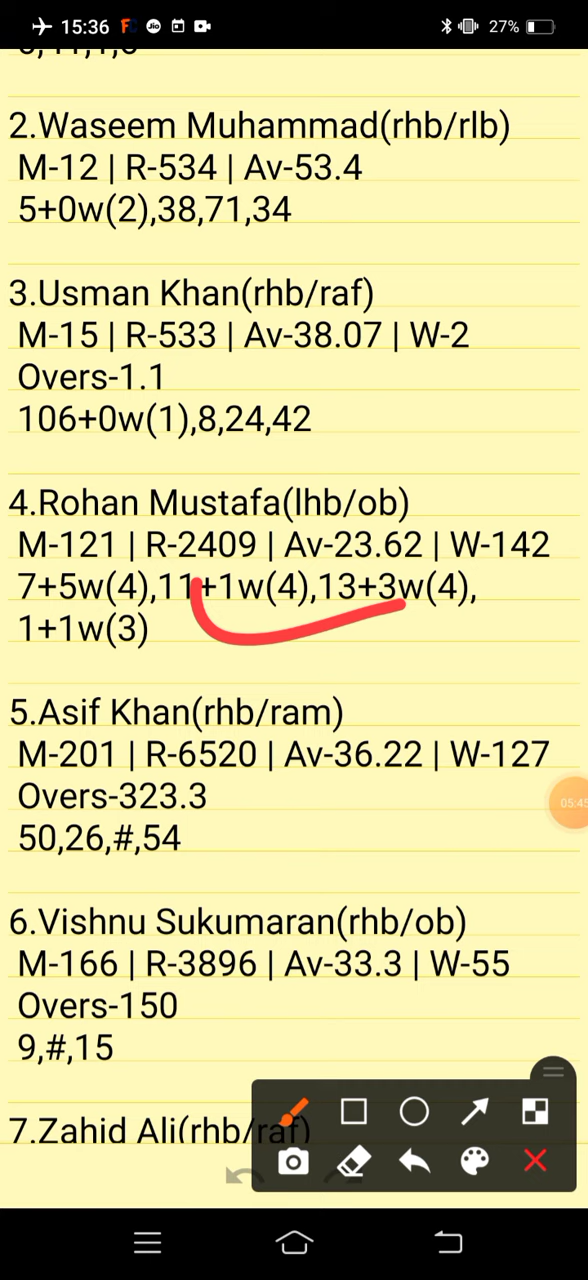 15:36
Jio
27%
2.Waseem Muhammad(rhb/rlb)
M-12 | R-534 | Av-53.4
5+0w(2),38,71,34
3.Usman Khan(rhb/raf)
M-15 | R-533 | Av-38.07 | W-2
Overs-1.1
106+0w(1),8,24,42
4.Rohan Mustafa(lhb/ob)
M-121 | R-2409 | Av-23.62 | W-142
7+5w(4),11+1w(4),13+3w(4),
1+1w(3)
5.Asif Khan(rhb/ram)
M-201 | R-6520 | Av-36.22 | W-127
Overs-323.3
50,26,#,54
05:45
6.Vishnu Sukumaran(rhb/ob)
M-166 | R-3896 | Av-33.3 | W-55
Overs-150
9,#,15
7.Zahid Ali(rhb/raf)